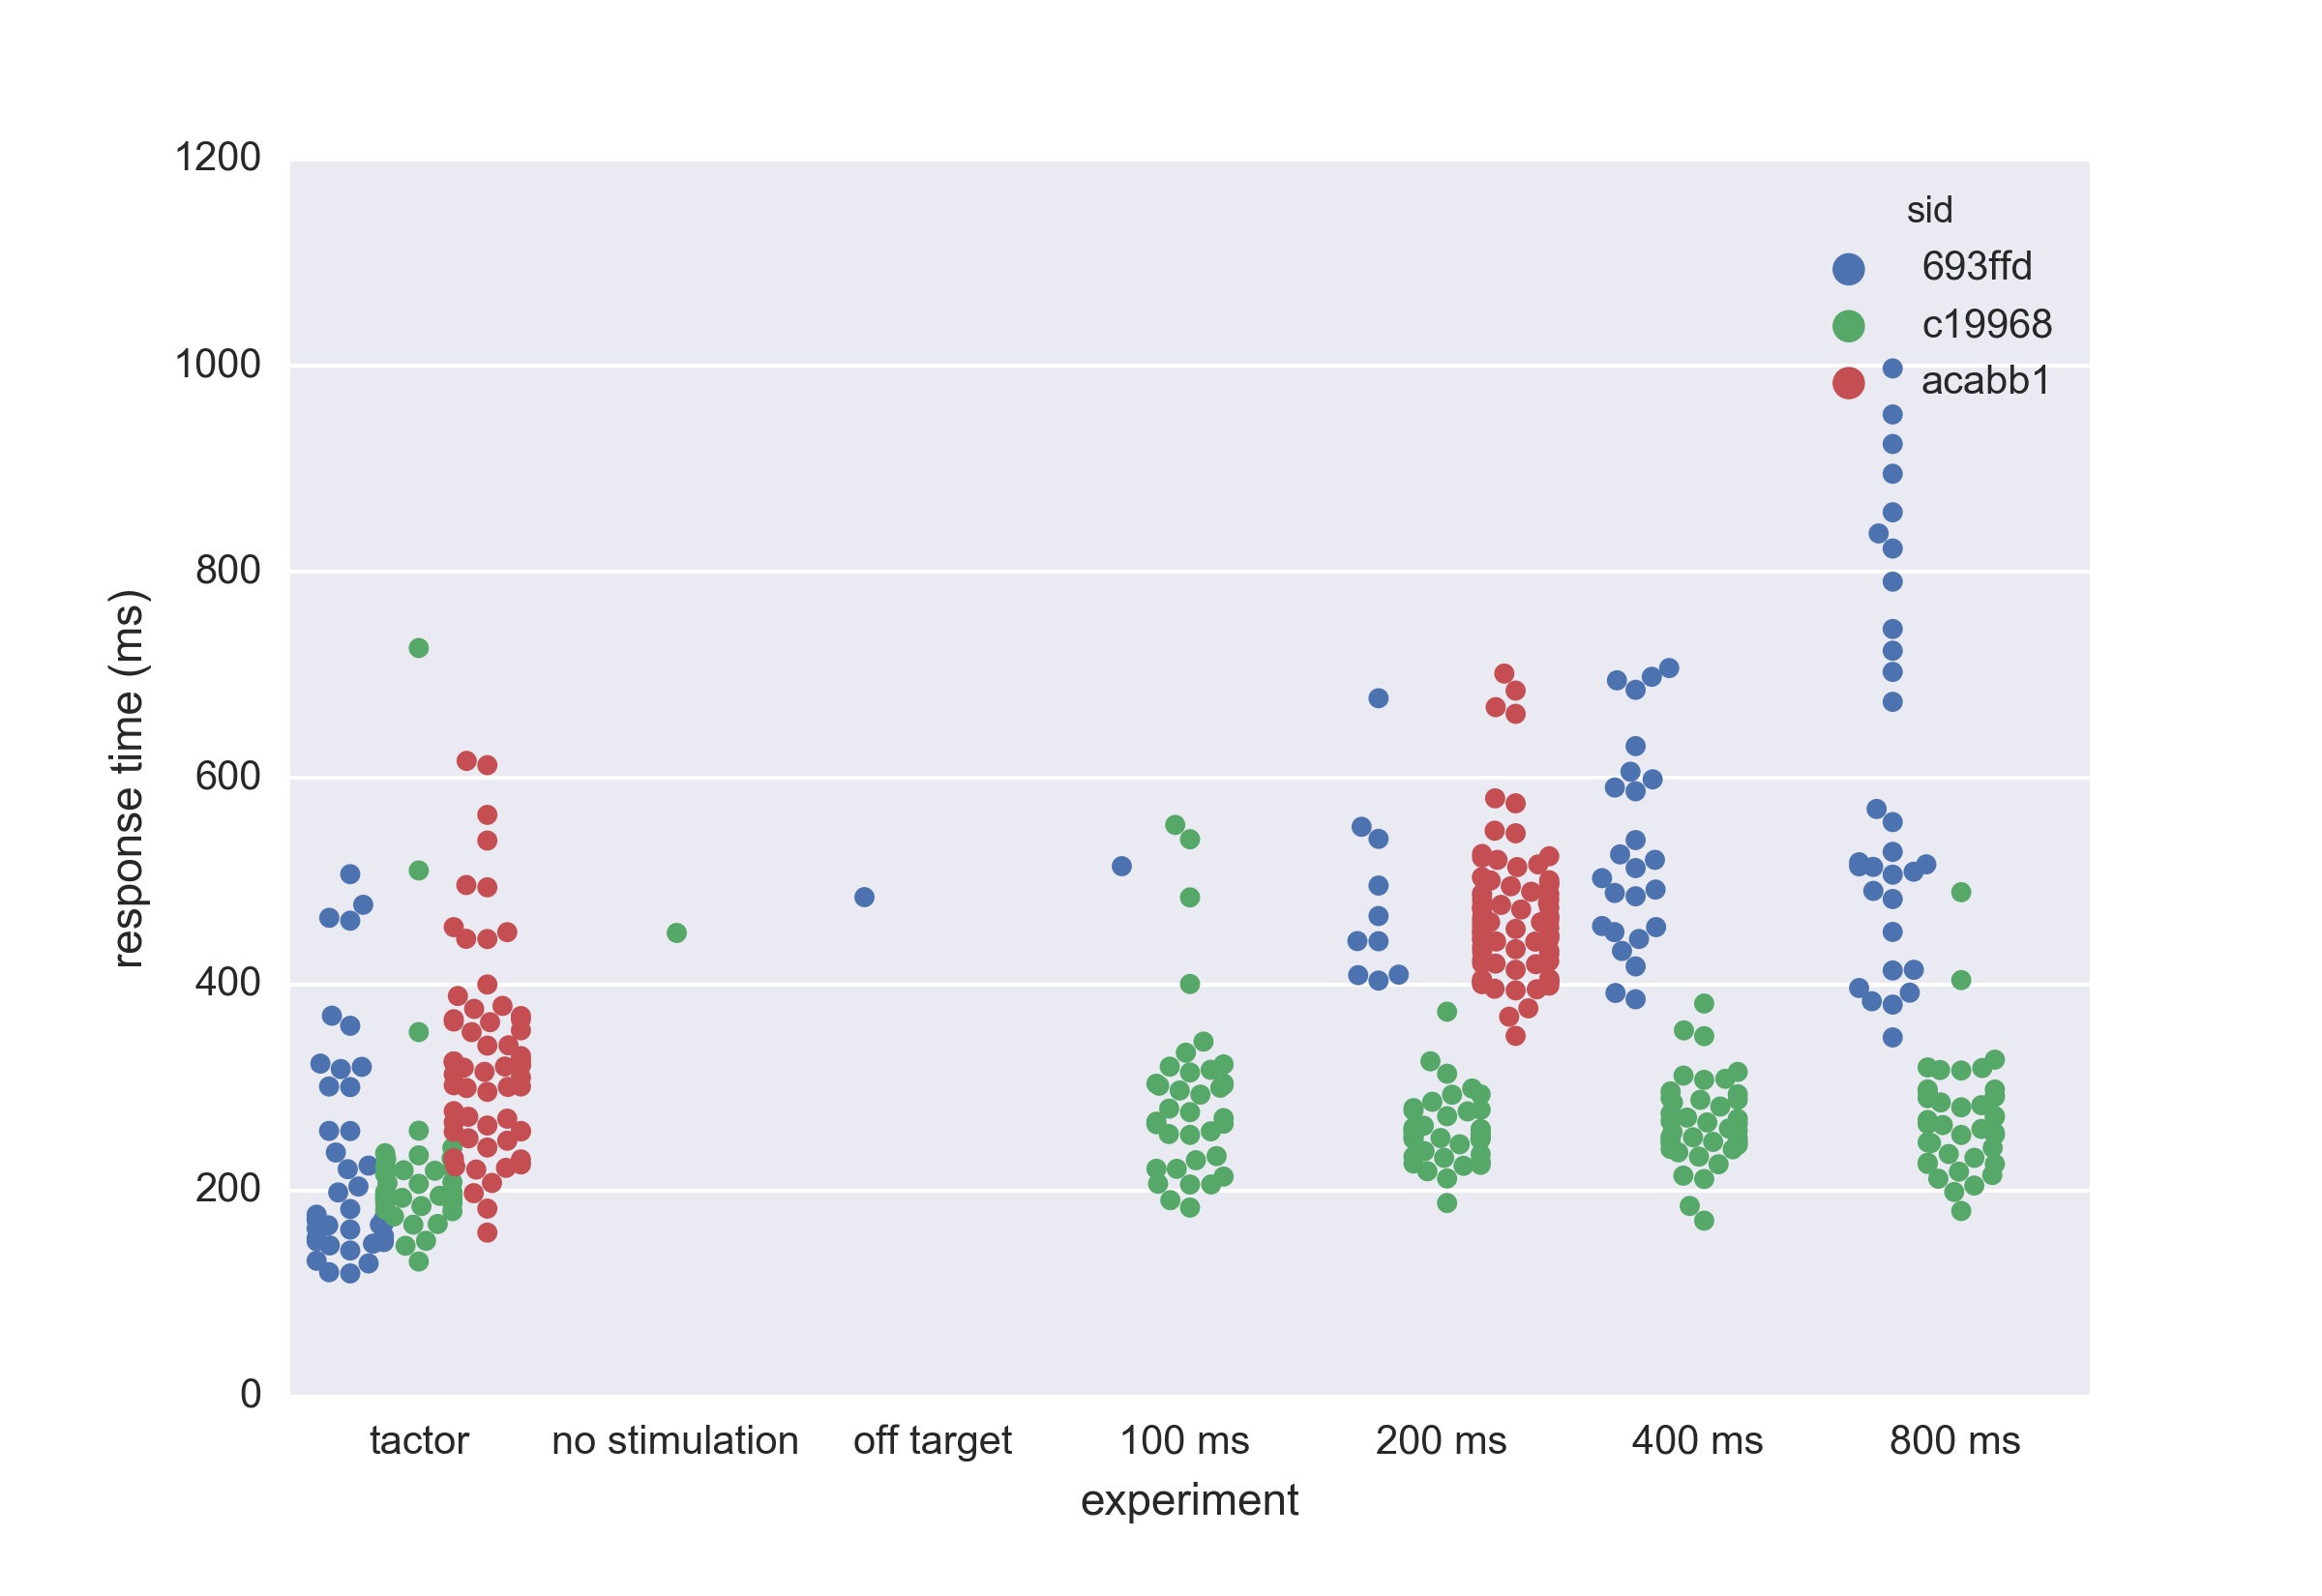 1200
1000
800
600
400
200
0
response time (ms)
sid
693ffd
c19968
acabb1
tactor no stimulation off target 100 ms 200 ms 400 ms 800 ms
experiment